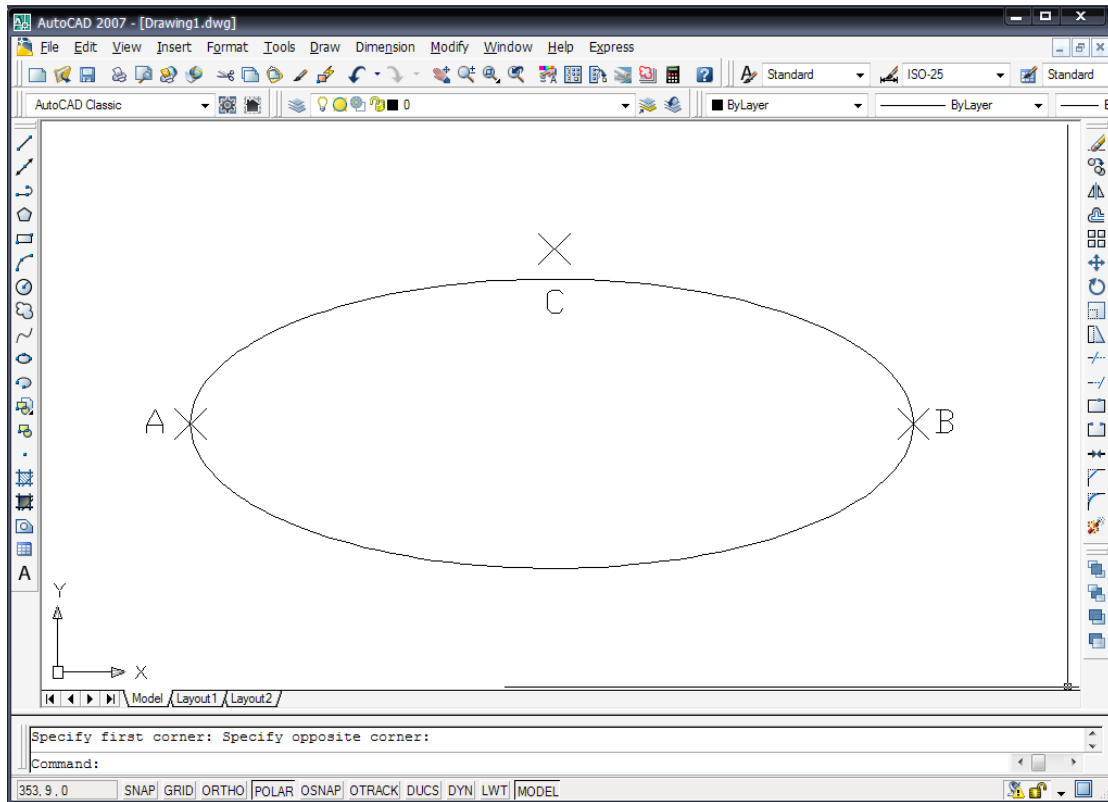 AutoCAD 2007 - [Drawing1.dwg]
File Edit View Insert Format Tools Draw Dimension Modify Window Help Express
Standard ISO-25 Standard
AutoCAD Classic 0 ByLayer ByLayer
C
A B
A
Y
X
Model Layout1 Layout2
Specify first corner: Specify opposite corner:
Command:
353, 9 , 0 SNAP GRID ORTHO POLAR OSNAP OTRACK DUCS DYN LWT MODEL